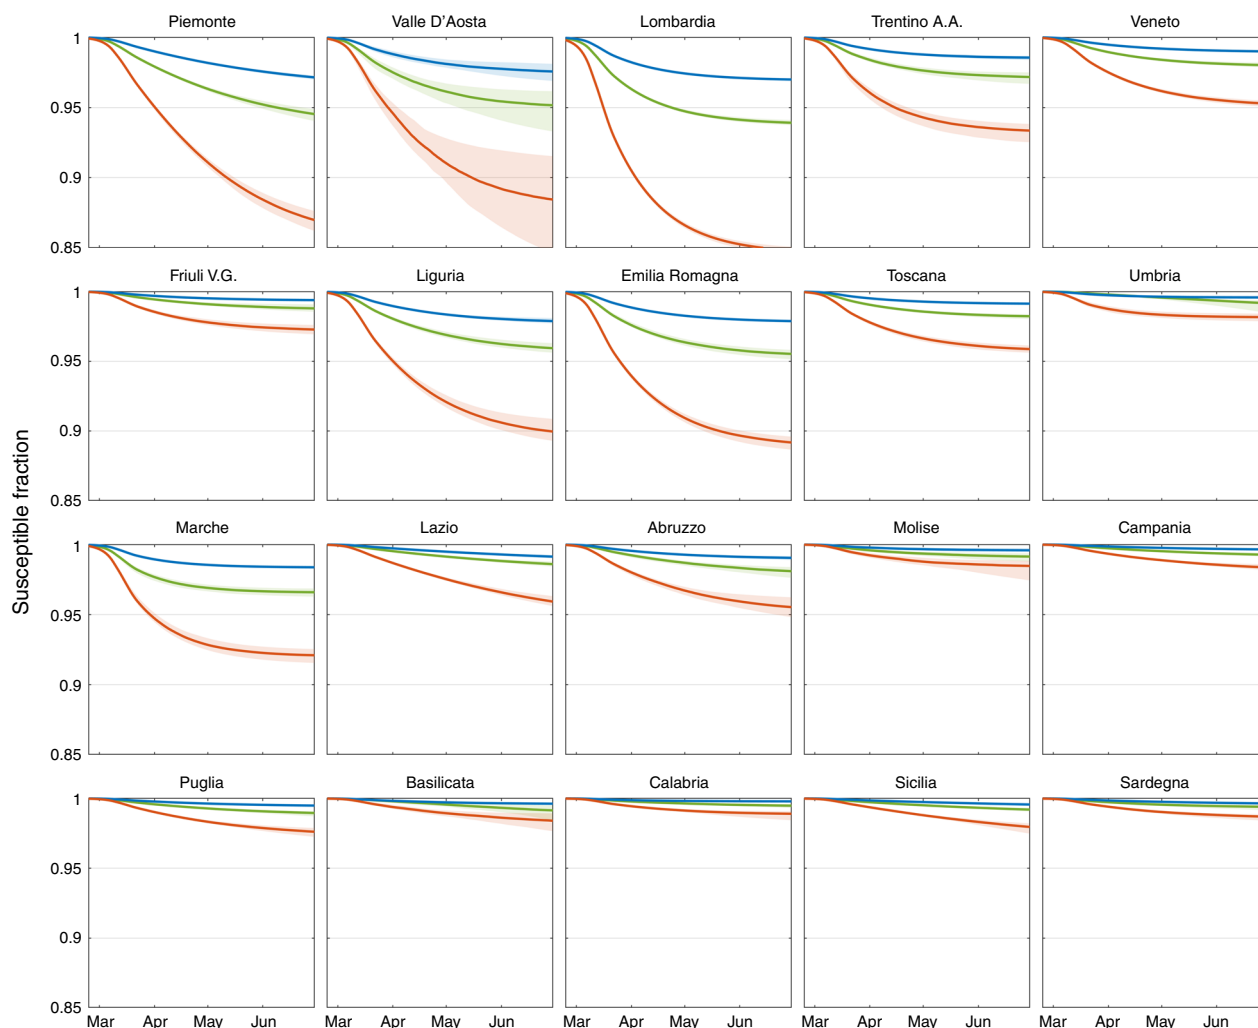 Piemonte Valle D'Aosta Lombardia Trentino A.A. Veneto
1
0.95
0.9
0.85
Friuli V.G. Liguria Emilia Romagna Toscana Umbria
1
0.95
0.9
0.85
Susceptible fraction
Marche Lazio Abruzzo Molise Campania
1
0.95
0.9
0.85
Puglia Basilicata Calabria Sicilia Sardegna
1
0.95
0.9
0.85
Mar Apr May Jun Mar Apr May Jun Mar Apr May Jun Mar Apr May Jun Mar Apr May Jun